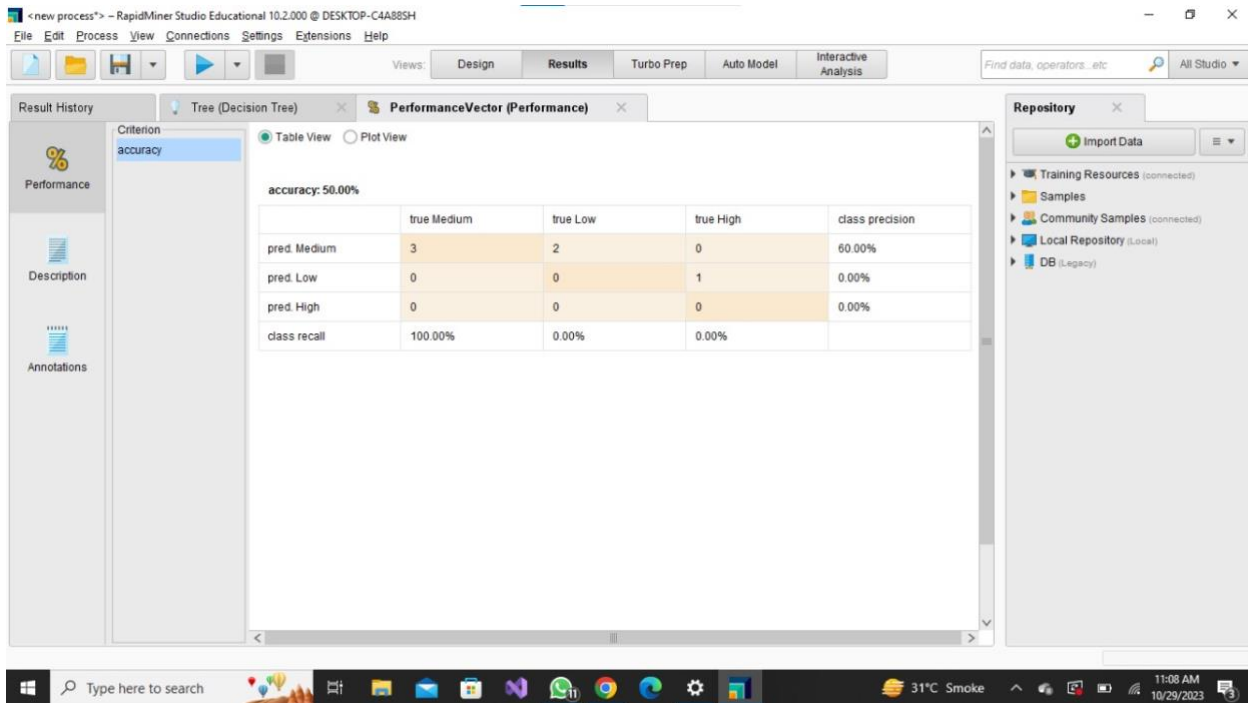 <new process*> – RapidMiner Studio Educational 10.2.000 @ DESKTOP-C4A88SH
File Edit Process View Connections Settings Extensions Help
Views: Design Results Turbo Prep Auto Model Interactive Analysis
Find data, operators...etc
All Studio
Result History
Tree (Decision Tree)
PerformanceVector (Performance)
Repository
Performance
Description
Annotations
Criterion
accuracy
Table View Plot View
accuracy: 50.00%
true Medium true Low true High class precision
pred. Medium 3 2 0 60.00%
pred. Low 0 0 1 0.00%
pred. High 0 0 0 0.00%
class recall 100.00% 0.00% 0.00%
Import Data
Training Resources (connected)
Samples
Community Samples (connected)
Local Repository (Local)
DB (Legacy)
Type here to search
11
31°C Smoke
11:08 AM
10/29/2023
3